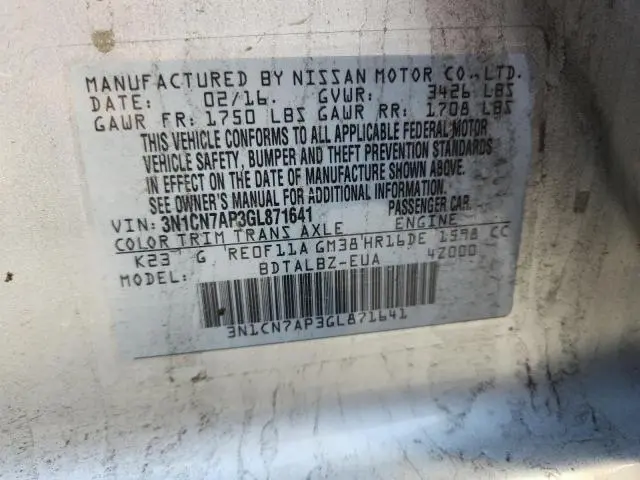 MANUFACTURED BY NISSAN MOTOR CO., LTD.
DATE: 02/16. GVWR: 3426 LBS
GAWR FR: 1750 LBS GAWR RR: 1708 LBS
THIS VEHICLE CONFORMS TO ALL APPLICABLE FEDERAL MOTOR
VEHICLE SAFETY, BUMPER AND THEFT PREVENTION STANDARDS
IN EFFECT ON THE DATE OF MANUFACTURE SHOWN ABOVE.
SEE OWNER'S MANUAL FOR ADDITIONAL INFORMATION.
VIN: 3N1CN7AP3GL871641 PASSENGER CAR
COLOR TRIM TRANS AXLE ENGINE
K23 G RE0F11A GM38 HR16DE 1598 CC
MODEL: BDTALBZ-EUA 4Z000
3N1CN7AP3GL871641